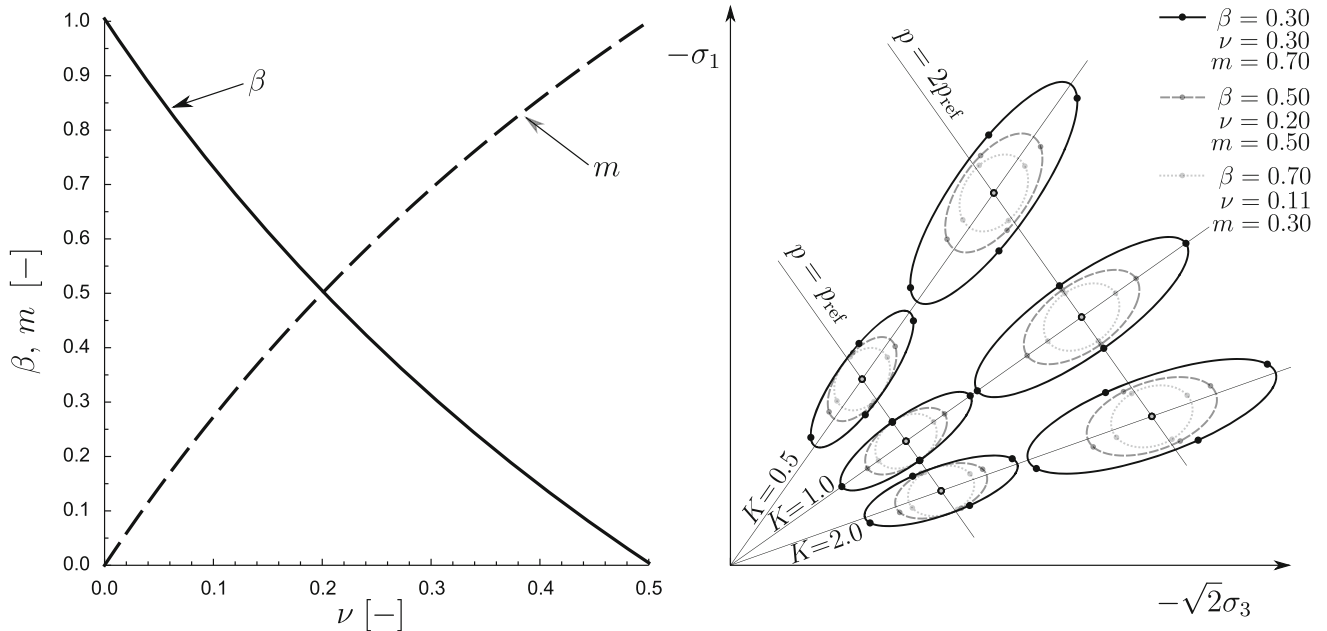 1.0
0.9
0.8
0.7
0.6
0.5
0.4
0.3
0.2
0.1
0.0
β, m [−]
0.0 0.1 0.2 0.3 0.4 0.5
ν [−]
β
m
−σ₁
−√2σ₃
p = 2p_ref
p = p_ref
K=0.5
K=1.0
K=2.0
β = 0.30
ν = 0.30
m = 0.70
β = 0.50
ν = 0.20
m = 0.50
β = 0.70
ν = 0.11
m = 0.30